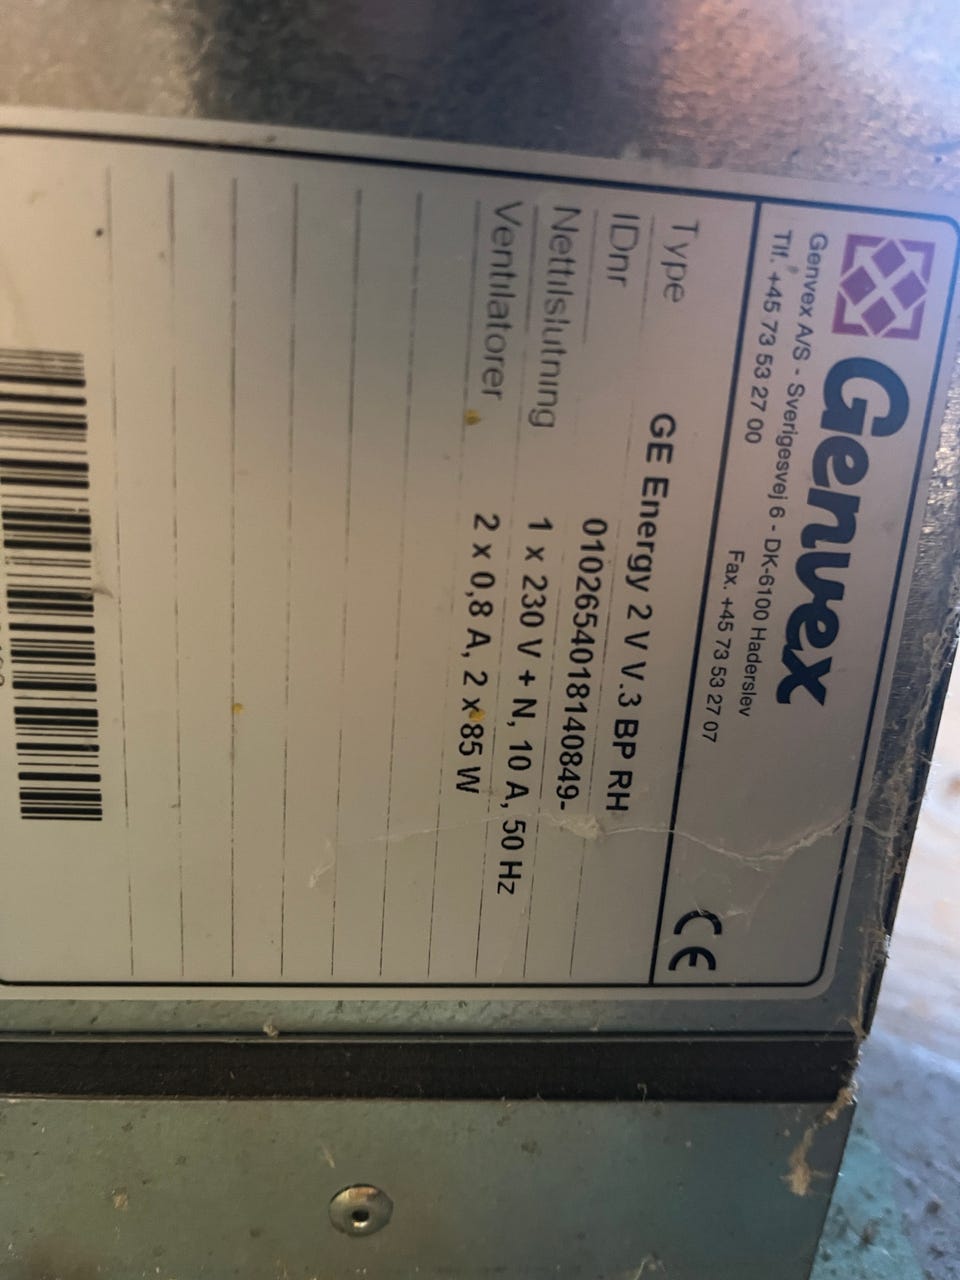 Genvex
Genvex A/S - Sverigesvej 6 - DK-6100 Haderslev
Tlf. +45 73 53 27 00 Fax. +45 73 53 27 07
CE
Type GE Energy 2 V V.3 BP RH
IDnr 0102654018140849-
Nettilslutning 1 x 230 V + N, 10 A, 50 Hz
Ventilatorer 2 x 0,8 A, 2 x 85 W